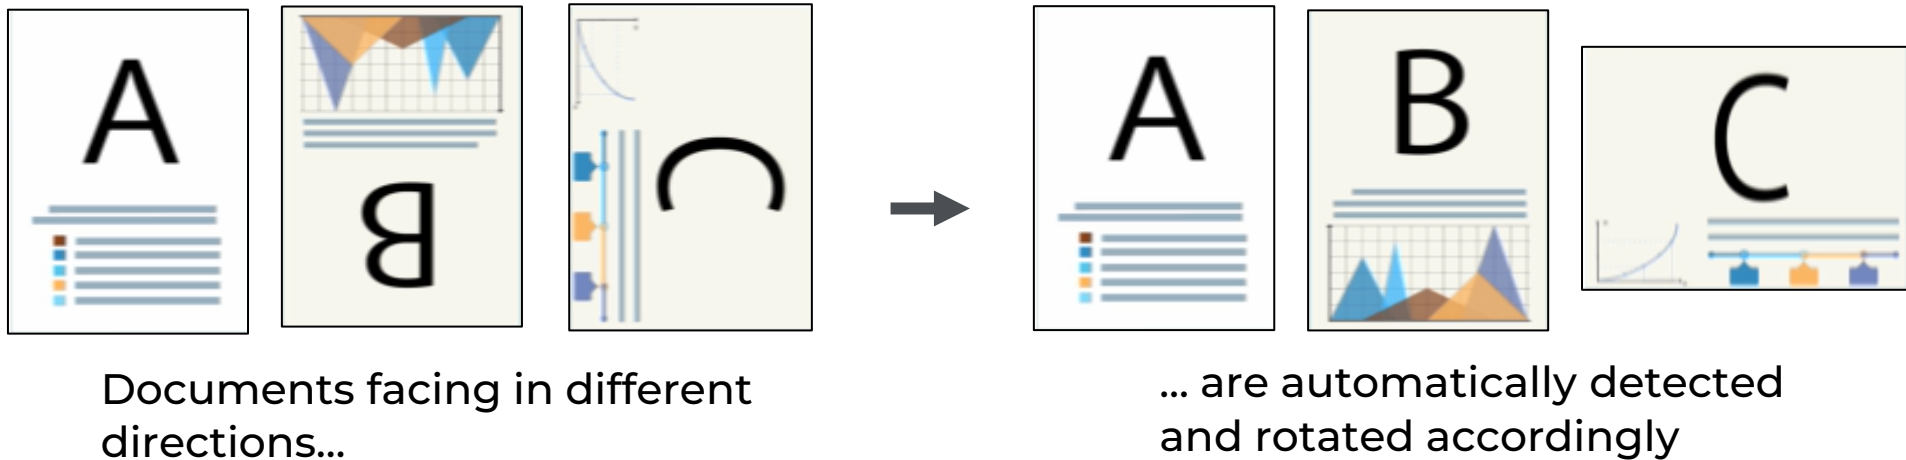 A
B
C
A
B
C
Documents facing in different
directions...
... are automatically detected
and rotated accordingly